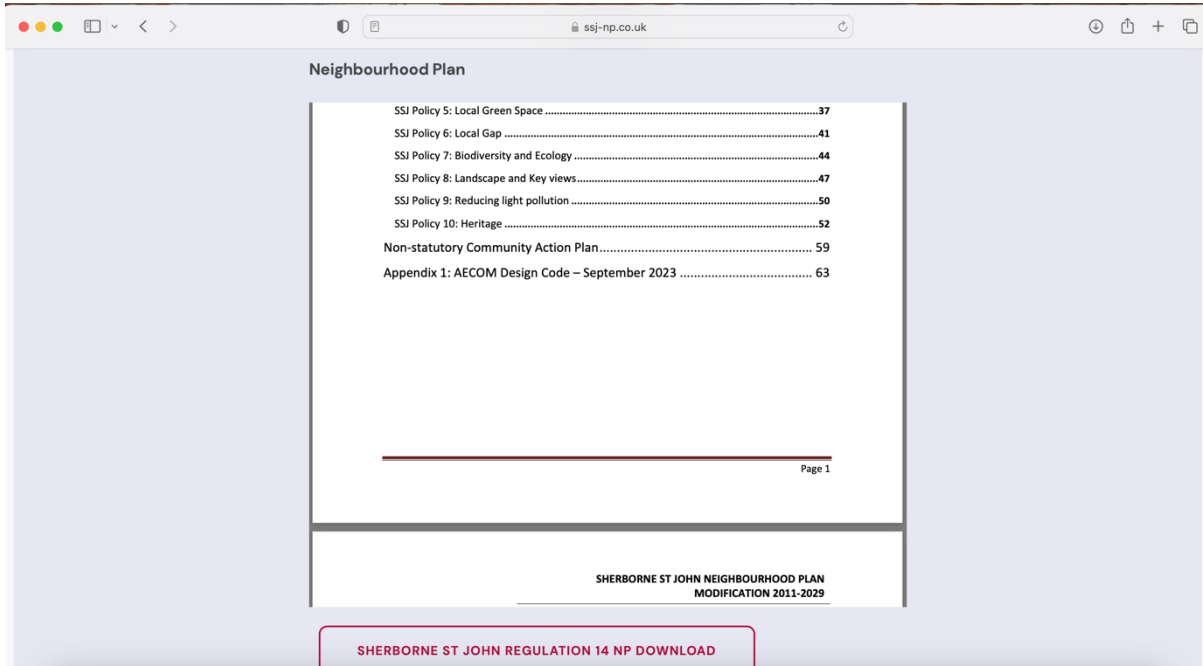 ssj-np.co.uk
Neighbourhood Plan
SSJ Policy 5: Local Green Space ........................................................................................37
SSJ Policy 6: Local Gap ....................................................................................................41
SSJ Policy 7: Biodiversity and Ecology ..............................................................................44
SSJ Policy 8: Landscape and Key views..............................................................................47
SSJ Policy 9: Reducing light pollution ...............................................................................50
SSJ Policy 10: Heritage ....................................................................................................52
Non-statutory Community Action Plan..................................................... 59
Appendix 1: AECOM Design Code – September 2023 ................................. 63
Page 1
SHERBORNE ST JOHN NEIGHBOURHOOD PLAN
MODIFICATION 2011-2029
SHERBORNE ST JOHN REGULATION 14 NP DOWNLOAD